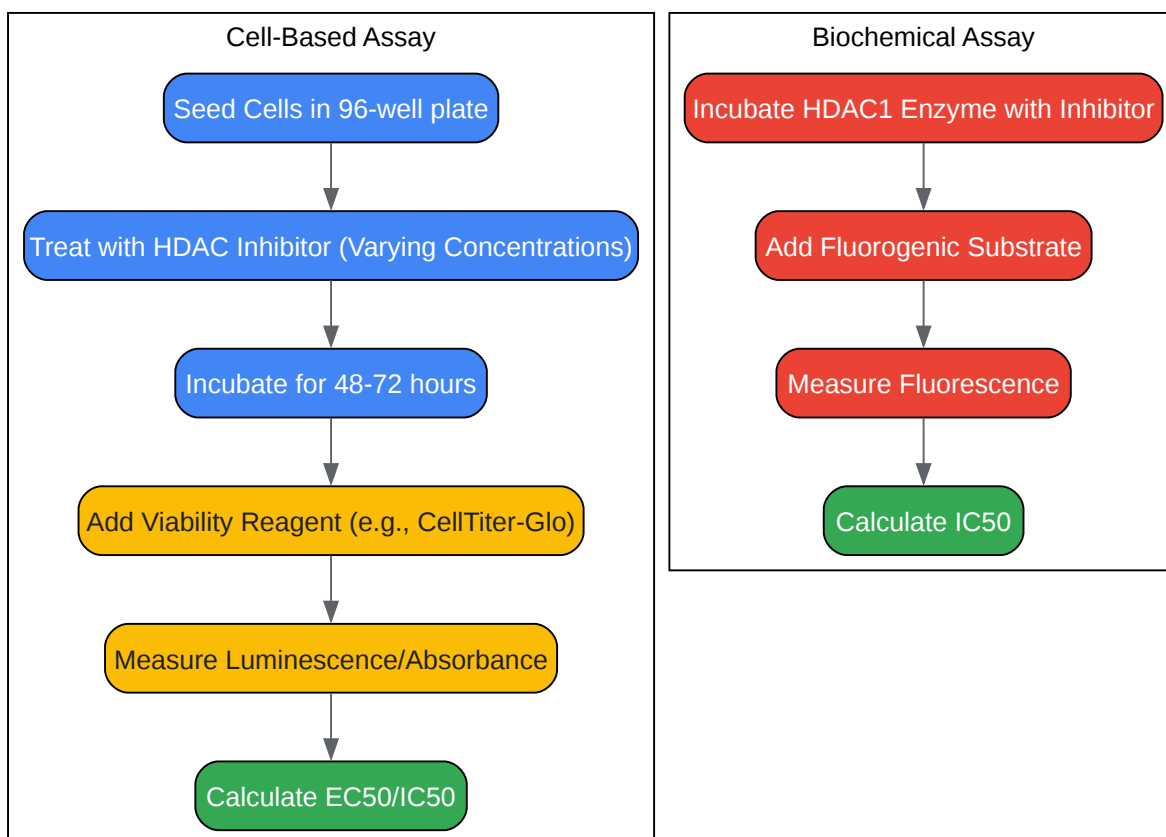 Cell-Based Assay
Seed Cells in 96-well plate
Treat with HDAC Inhibitor (Varying Concentrations)
Incubate for 48-72 hours
Add Viability Reagent (e.g., CellTiter-Glo)
Measure Luminescence/Absorbance
Calculate EC50/IC50
Biochemical Assay
Incubate HDAC1 Enzyme with Inhibitor
Add Fluorogenic Substrate
Measure Fluorescence
Calculate IC50